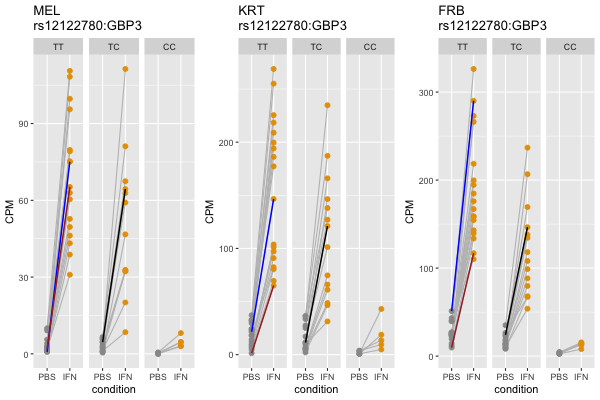 MEL
rs12122780:GBP3
TT TC CC
90
60
30
0
CPM
PBS IFN PBS IFN PBS IFN
condition
KRT
rs12122780:GBP3
TT TC CC
200
100
0
CPM
PBS IFN PBS IFN PBS IFN
condition
FRB
rs12122780:GBP3
TT TC CC
300
200
100
0
CPM
PBS IFN PBS IFN PBS IFN
condition